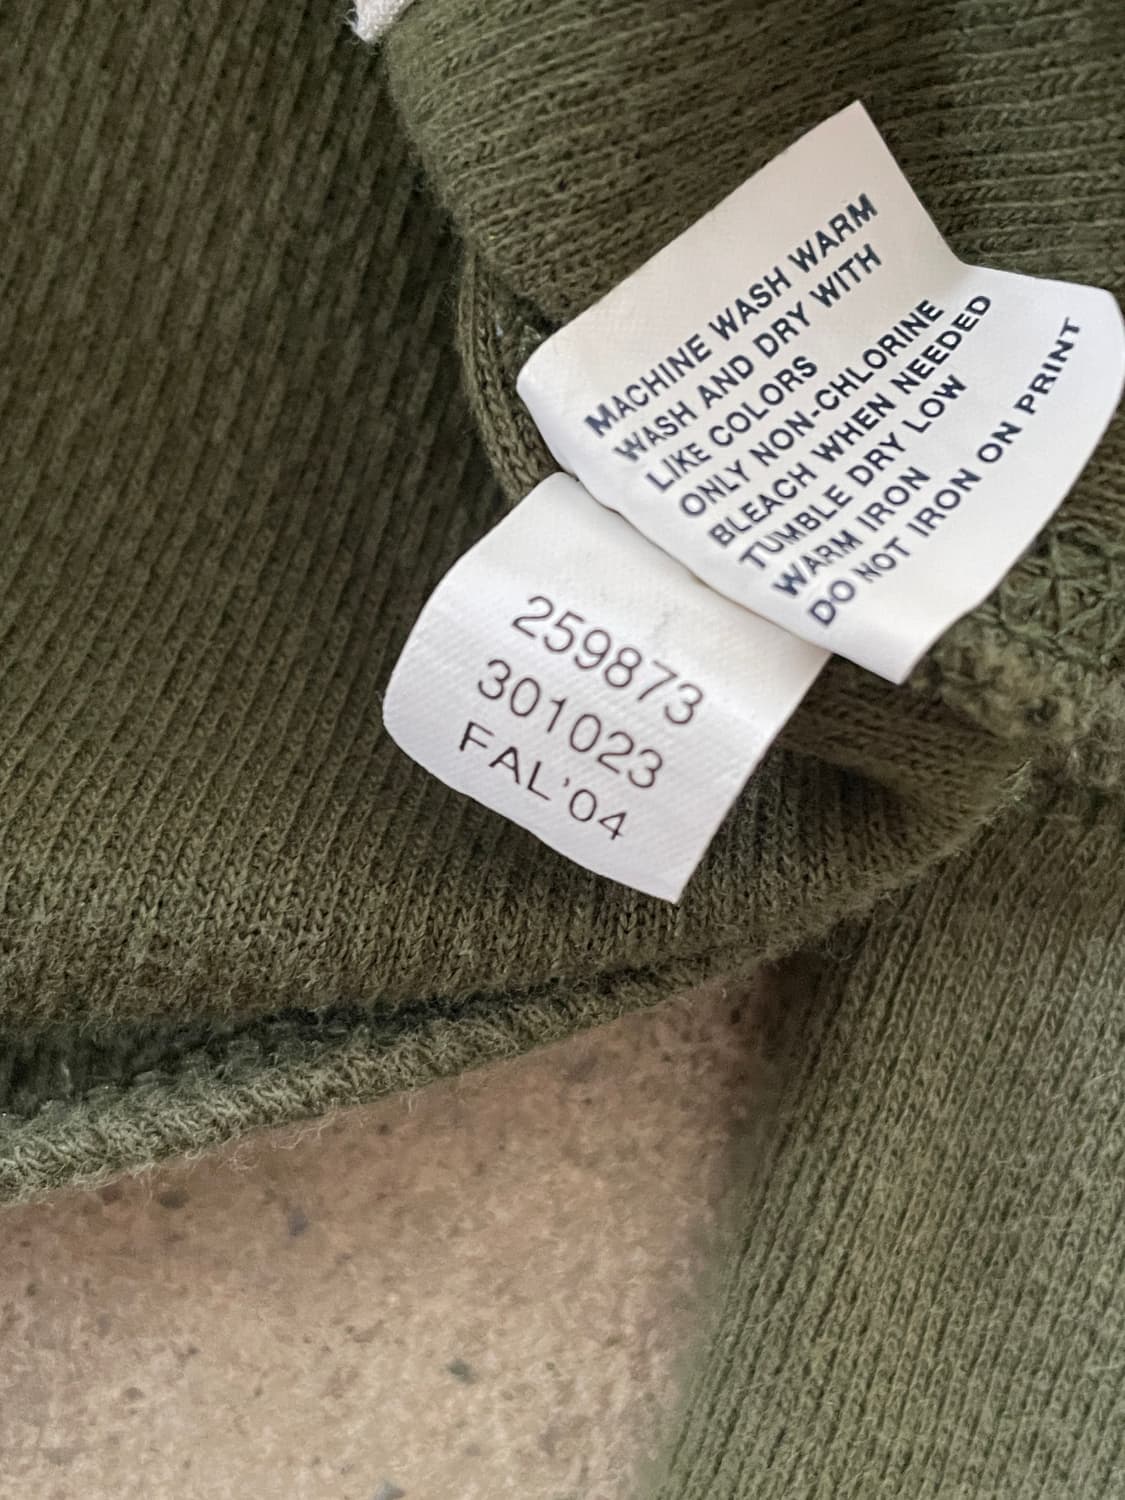 MACHINE WASH WARM
WASH AND DRY WITH
LIKE COLORS
ONLY NON-CHLORINE
BLEACH WHEN NEEDED
TUMBLE DRY LOW
WARM IRON
DO NOT IRON ON PRINT
259873
301023
FAL'04